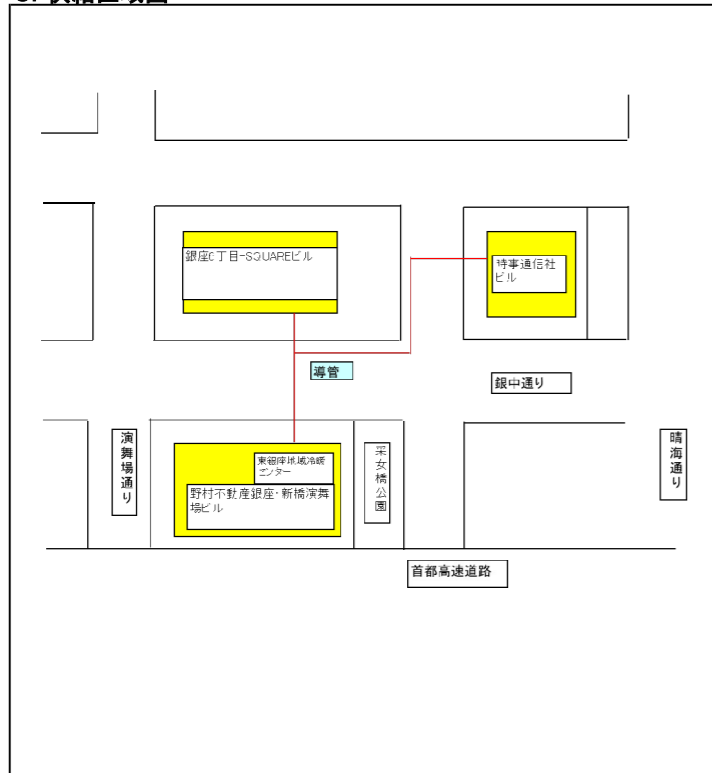 銀座6丁目-SQUAREビル
時事通信社
ビル
導管
銀中通り
演舞場通り
東銀座地域冷暖
センター
野村不動産銀座・新橋演舞
場ビル
采女橋公園
晴海通り
首都高速道路